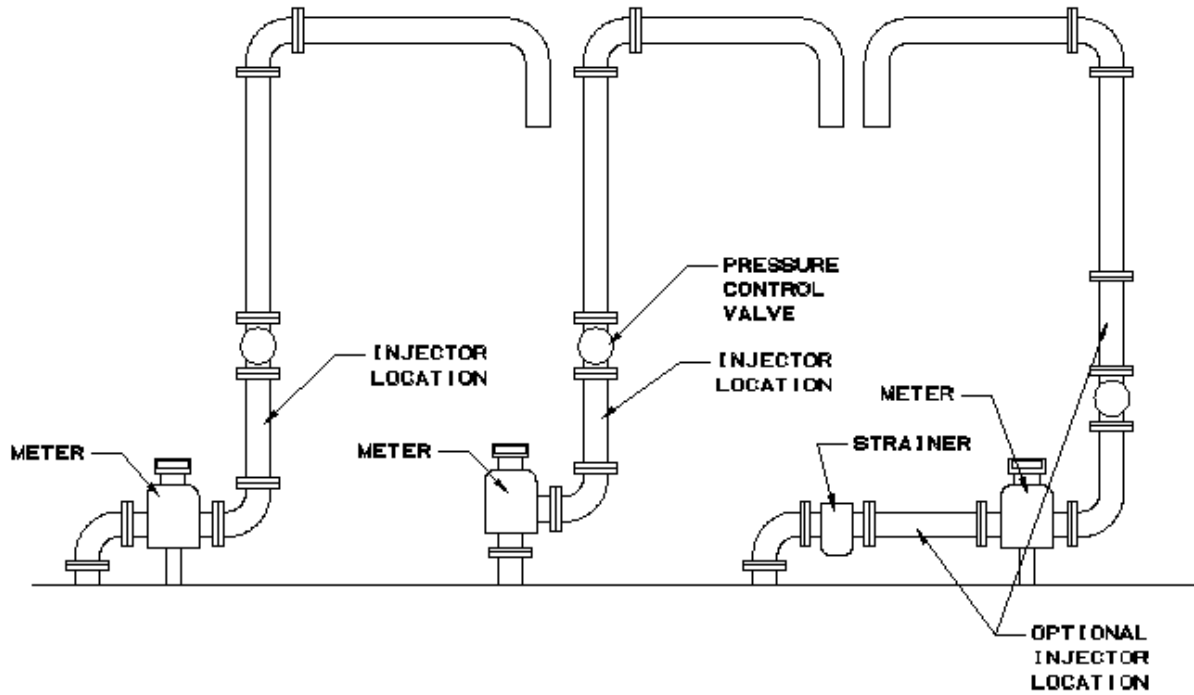 PRESSURE
CONTROL
VALVE
INJECTOR
LOCATION
INJECTOR
LOCATION
METER
METER
METER
STRAINER
OPTIONAL
INJECTOR
LOCATION